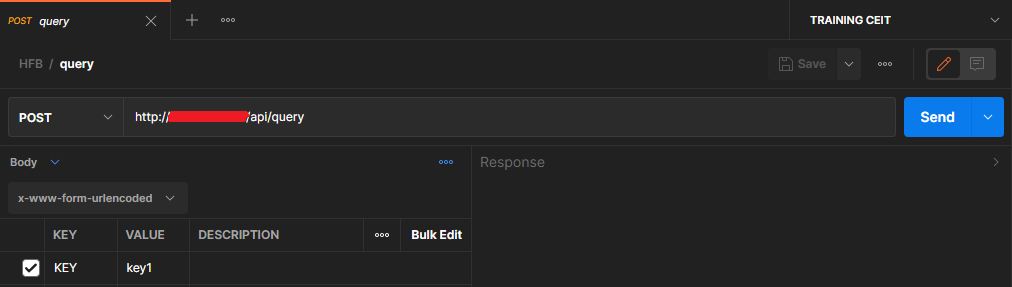 POST query
TRAINING CEIT
HFB / query
Save
POST
http:// /api/query
Send
Body
Response
x-www-form-urlencoded
KEY VALUE DESCRIPTION Bulk Edit
KEY key1